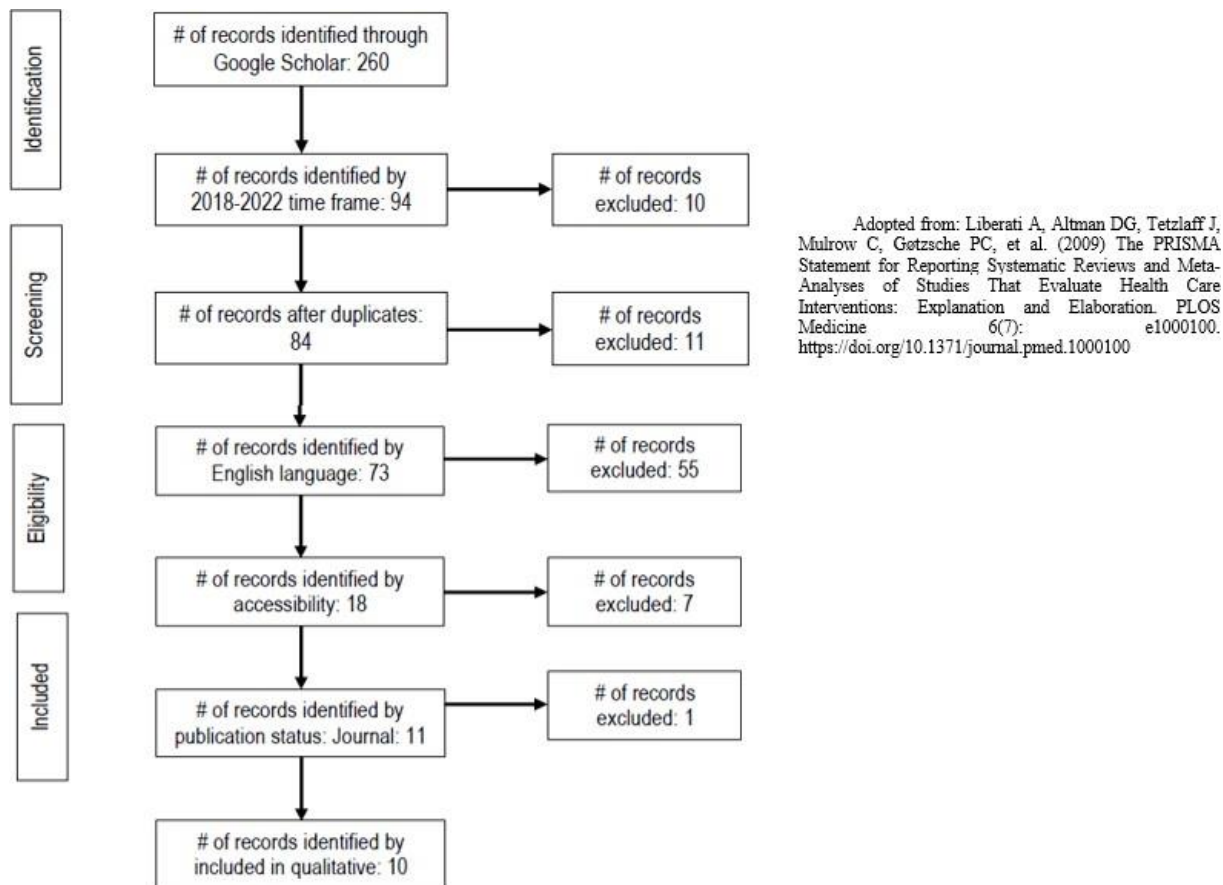 Identification
# of records identified through
Google Scholar: 260
# of records identified by
2018-2022 time frame: 94
# of records
excluded: 10
Screening
# of records after duplicates:
84
# of records
excluded: 11
Eligibility
# of records identified by
English language: 73
# of records
excluded: 55
# of records identified by
accessibility: 18
# of records
excluded: 7
Included
# of records identified by
publication status: Journal: 11
# of records
excluded: 1
# of records identified by
included in qualitative: 10
Adopted from: Liberati A, Altman DG, Tetzlaff J,
Mulrow C, Gøtzsche PC, et al. (2009) The PRISMA
Statement for Reporting Systematic Reviews and Meta-
Analyses of Studies That Evaluate Health Care
Interventions: Explanation and Elaboration. PLOS
Medicine 6(7): e1000100.
https://doi.org/10.1371/journal.pmed.1000100